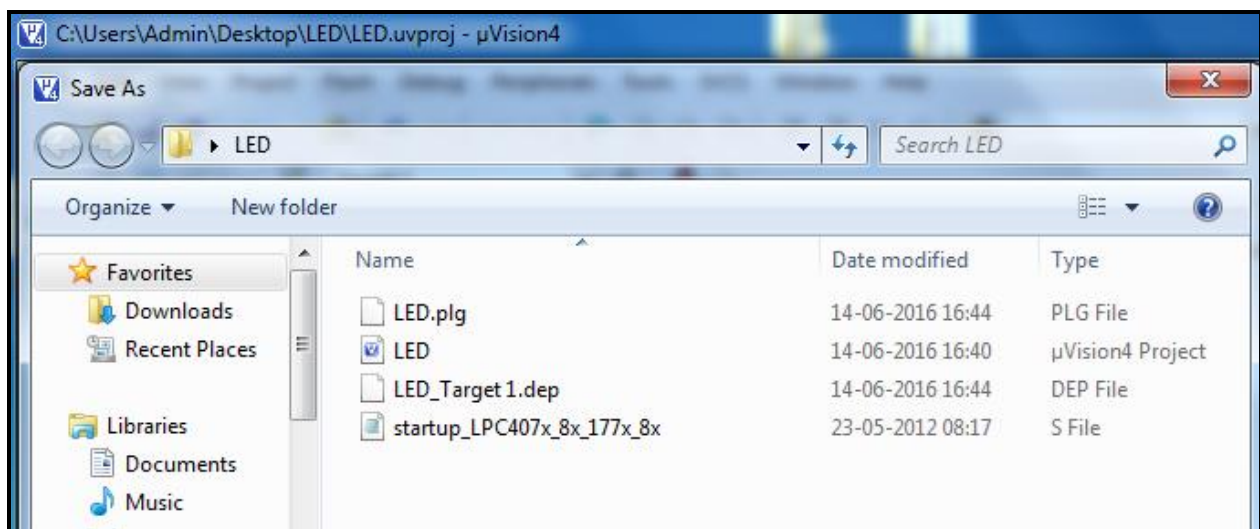 C:\Users\Admin\Desktop\LED\LED.uvproj - µVision4
Save As
LED
Search LED
Organize
New folder
Name
Date modified
Type
Favorites
Downloads
Recent Places
Libraries
Documents
Music
LED.plg 14-06-2016 16:44 PLG File
LED 14-06-2016 16:40 µVision4 Project
LED_Target 1.dep 14-06-2016 16:44 DEP File
startup_LPC407x_8x_177x_8x 23-05-2012 08:17 S File